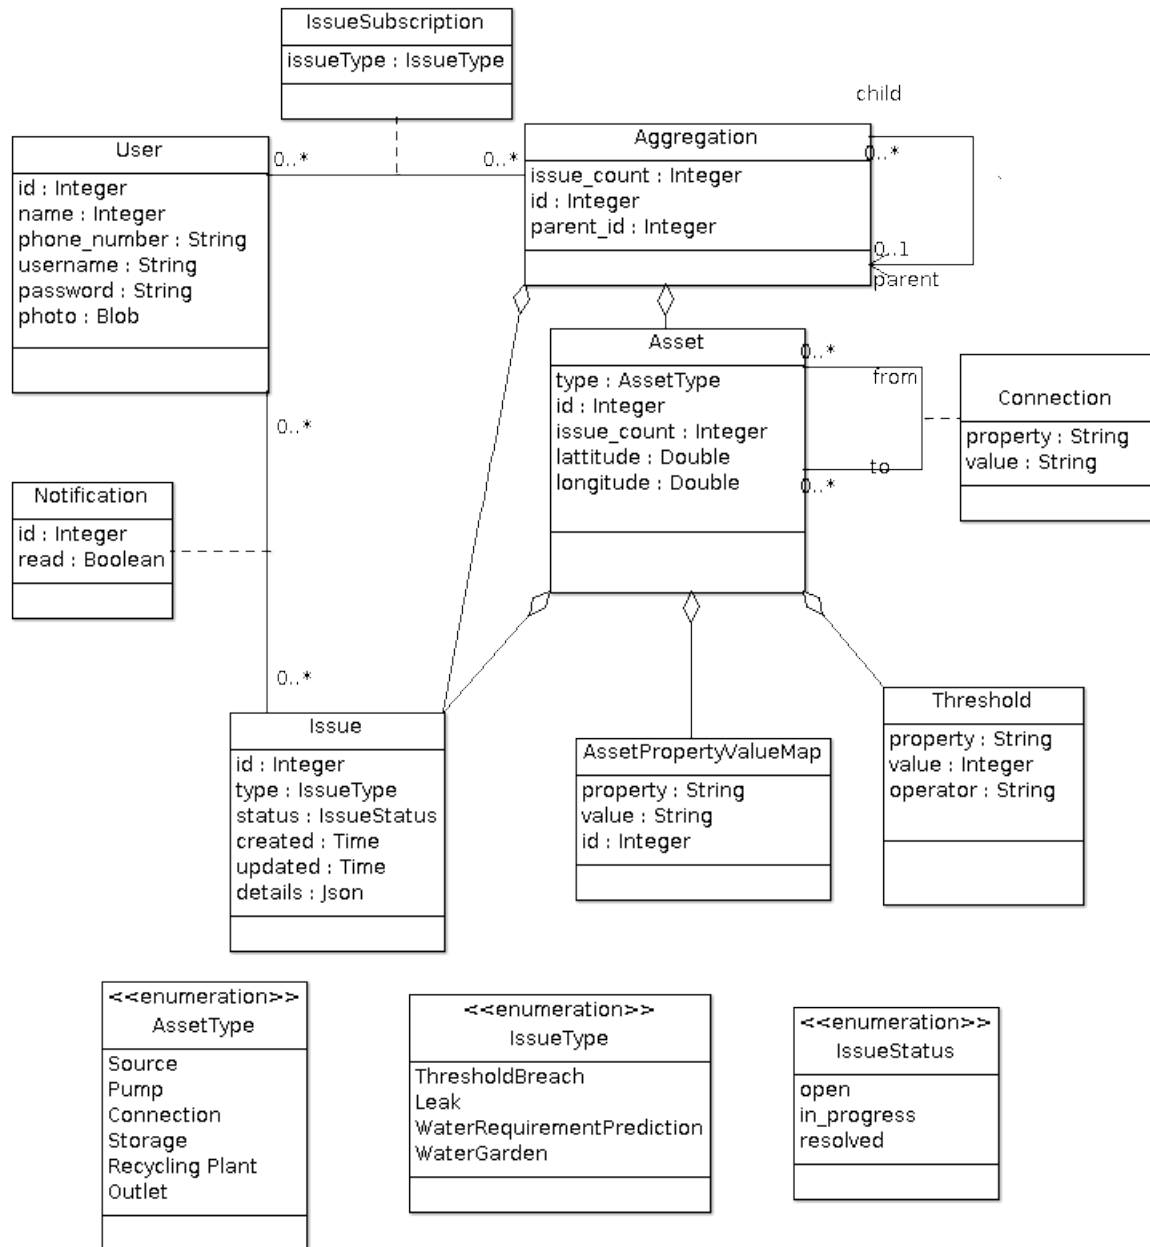 IssueSubscription
issueType : IssueType
child
Aggregation
0..*
issue_count : Integer
id : Integer
parent_id : Integer
0..1
parent
User
id : Integer
name : Integer
phone_number : String
username : String
password : String
photo : Blob
0..*
0..*
Asset
type : AssetType
id : Integer
issue_count : Integer
lattitude : Double
longitude : Double
0..*
from
to
0..*
Connection
property : String
value : String
0..*
Notification
id : Integer
read : Boolean
0..*
Issue
id : Integer
type : IssueType
status : IssueStatus
created : Time
updated : Time
details : Json
AssetPropertyValueMap
property : String
value : String
id : Integer
Threshold
property : String
value : Integer
operator : String
<<enumeration>>
AssetType
Source
Pump
Connection
Storage
Recycling Plant
Outlet
<<enumeration>>
IssueType
ThresholdBreach
Leak
WaterRequirementPrediction
WaterGarden
<<enumeration>>
IssueStatus
open
in_progress
resolved